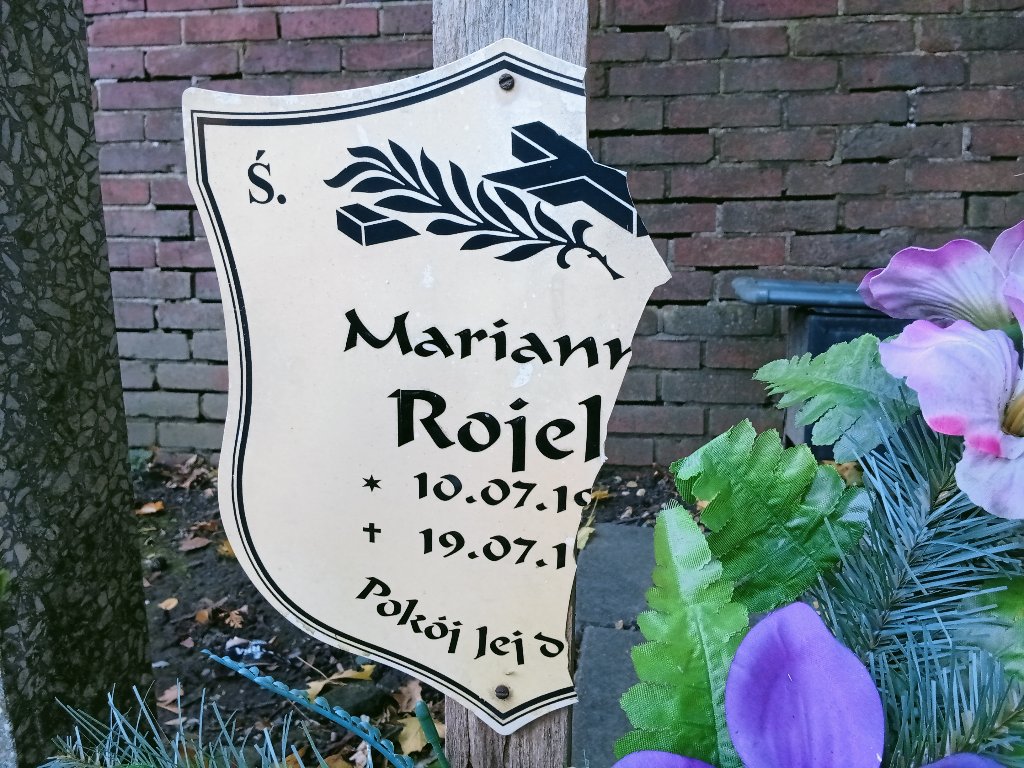 Ś.
Mariann
Rojel
* 10.07.19
✝ 19.07.1
Pokój Jej d